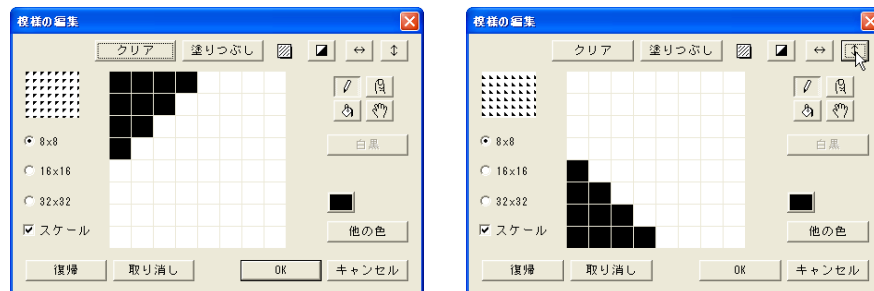 模様の編集
クリア 塗りつぶし
8x8
白黒
16x16
32x32
スケール 他の色
復帰 取り消し OK キャンセル
模様の編集
クリア 塗りつぶし
8x8
白黒
16x16
32x32
スケール 他の色
復帰 取り消し OK キャンセル